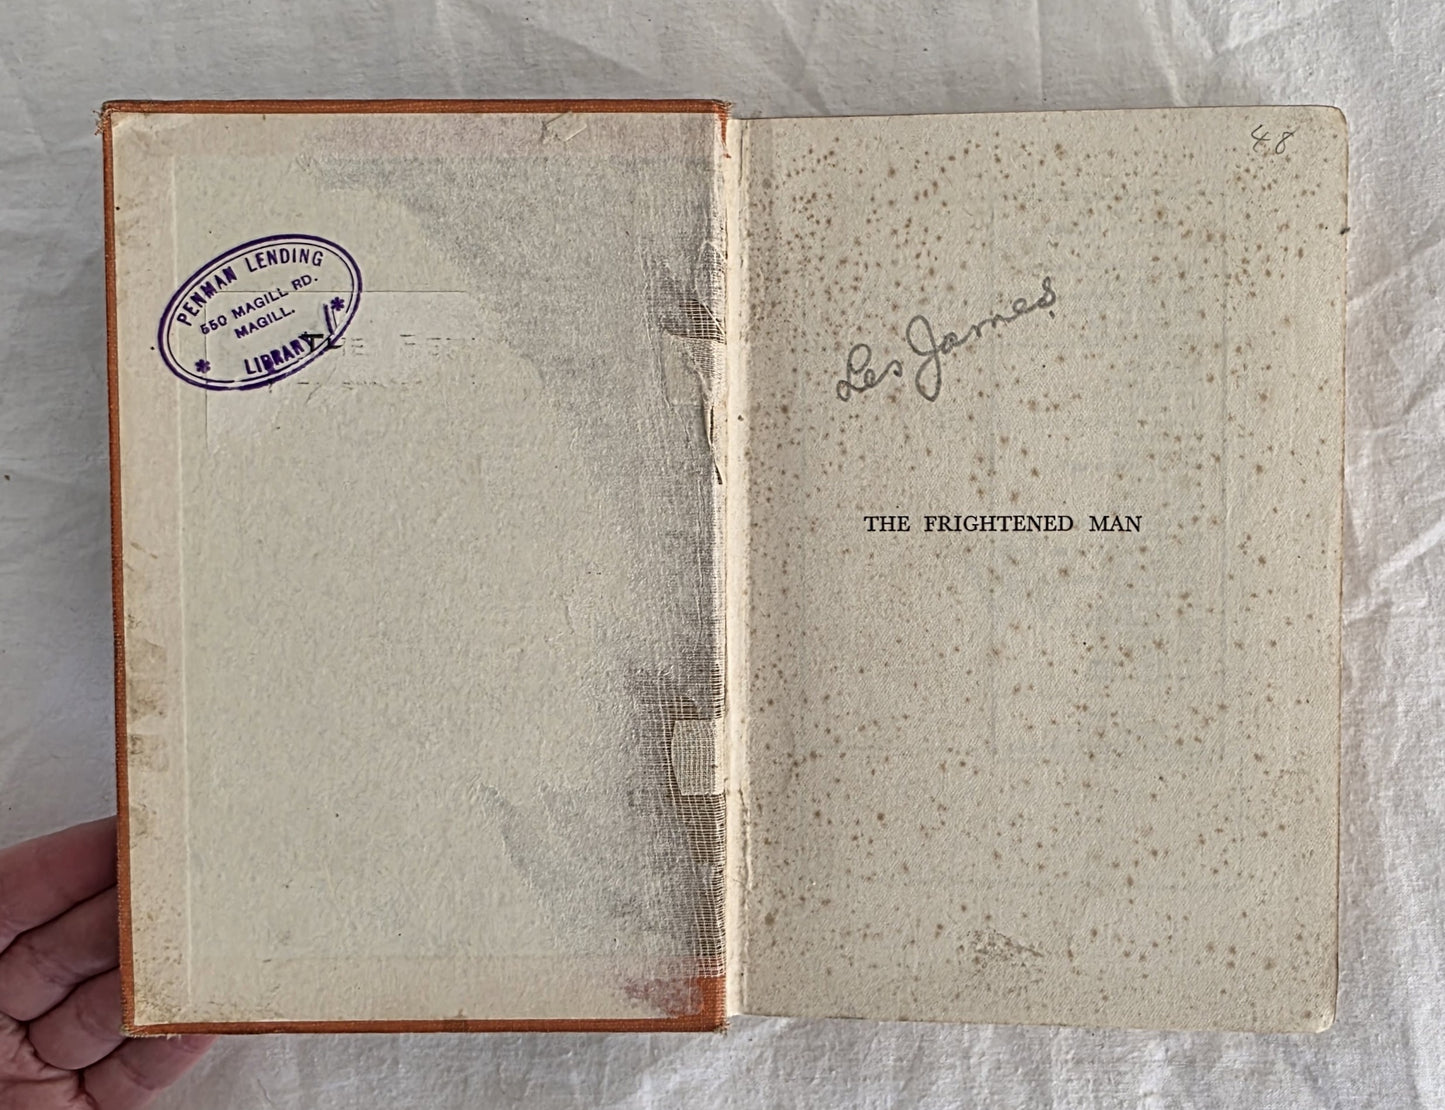 PENMAN LENDING
550 MAGILL RD.
MAGILL.
LIBRARY
48
Les James
THE FRIGHTENED MAN